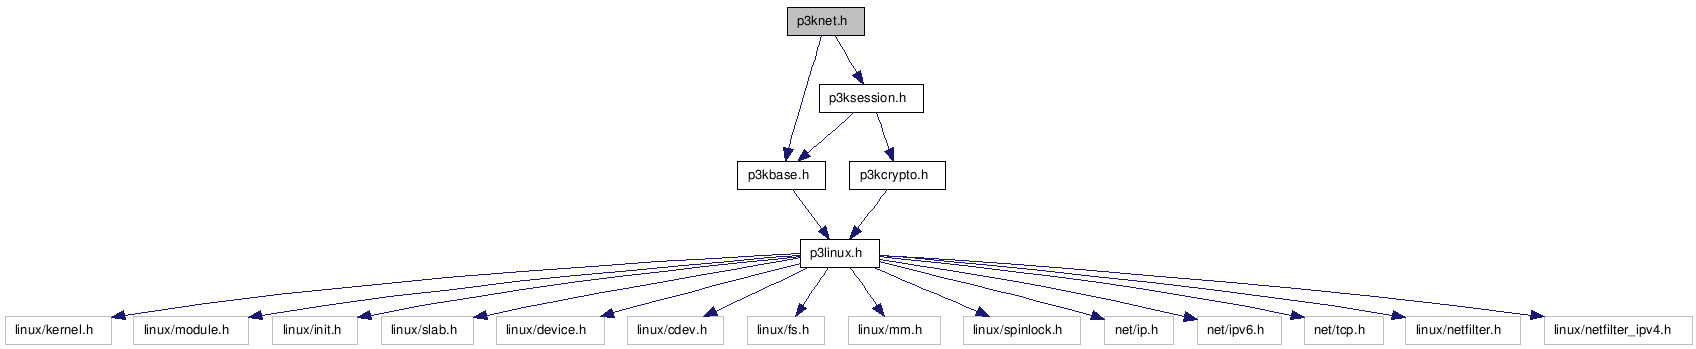 p3knet.h
p3ksession.h
p3kbase.h
p3kcrypto.h
p3linux.h
linux/kernel.h
linux/module.h
linux/init.h
linux/slab.h
linux/device.h
linux/cdev.h
linux/fs.h
linux/mm.h
linux/spinlock.h
net/ip.h
net/ipv6.h
net/tcp.h
linux/netfilter.h
linux/netfilter_ipv4.h